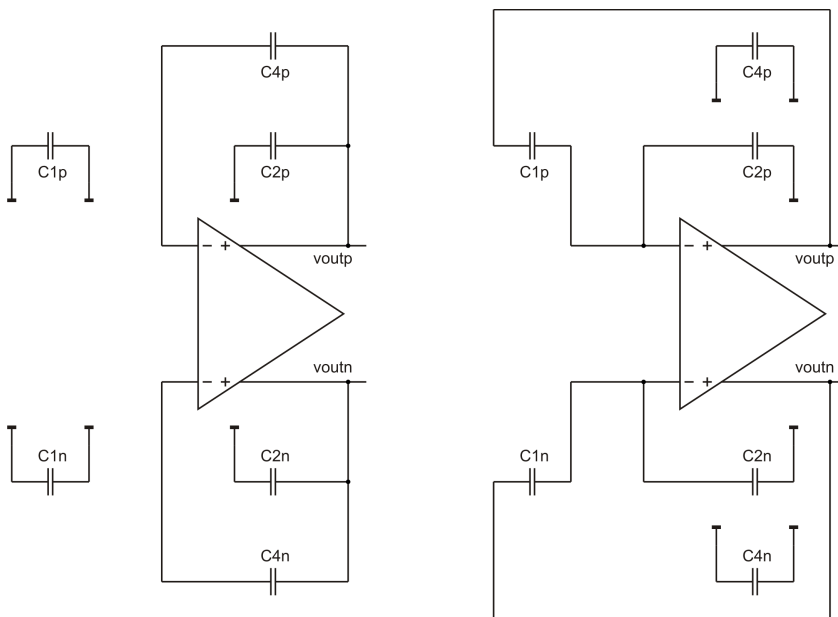 C4p
C4p
C1p
C2p
C1p
C2p
− +
− +
voutp
voutp
voutn
voutn
− +
− +
C1n
C2n
C1n
C2n
C4n
C4n